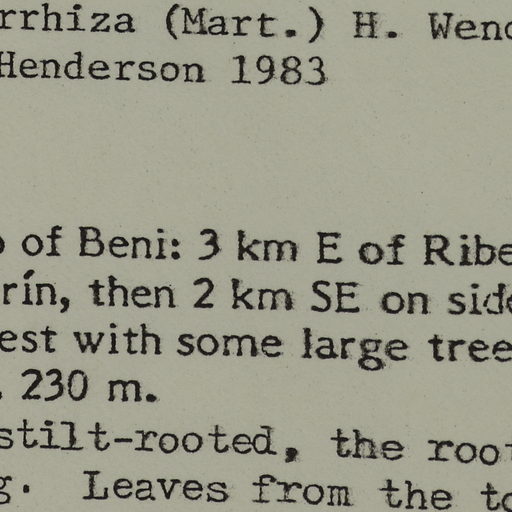 rrhiza (Mart.) H. Wend
Henderson 1983
o of Beni: 3 km E of Ribe
rín, then 2 km SE on side
est with some large tree
. 230 m.
stilt-rooted, the root
g. Leaves from the to